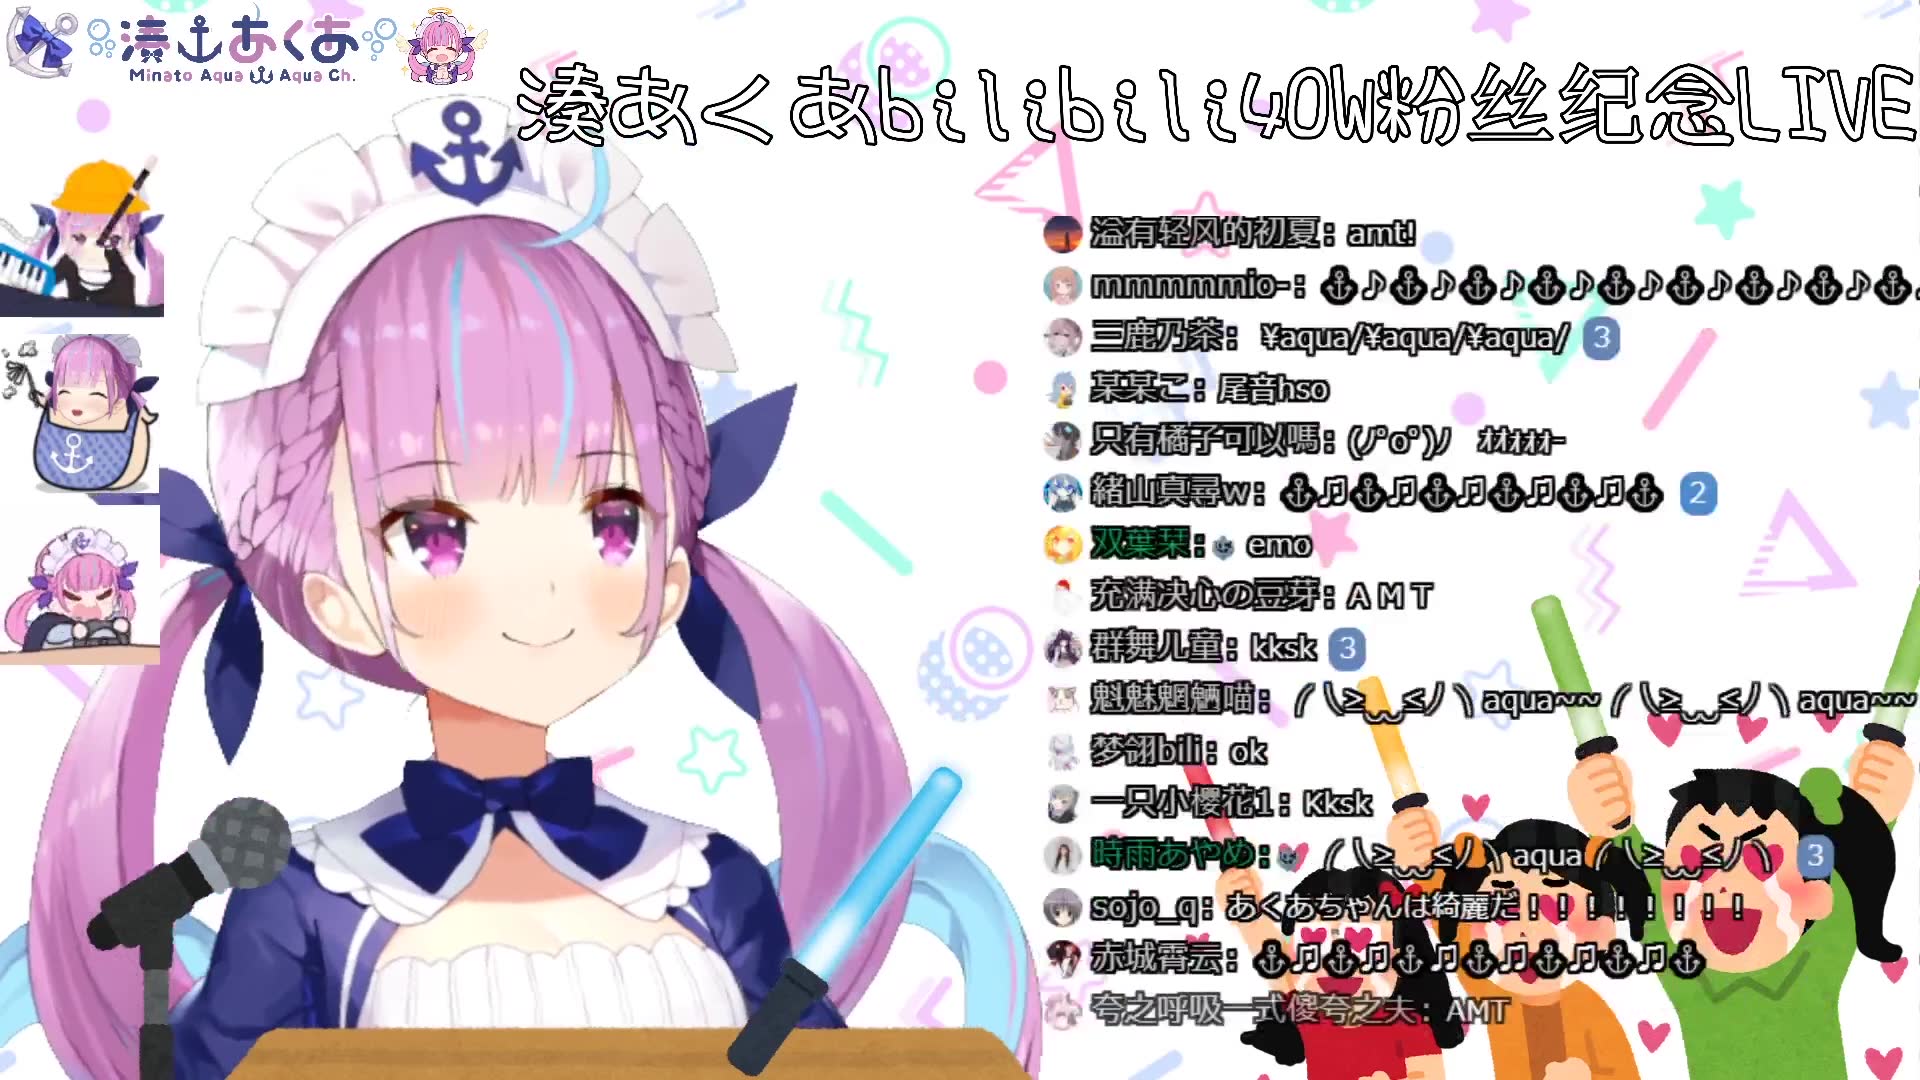 湊あくあ
Minato Aqua Aqua Ch.
湊あくあbilibili40W粉丝纪念LIVE
溢有轻风的初夏：amt!
mmmmmio-：⚓♪⚓♪⚓♪⚓♪⚓♪⚓♪⚓♪⚓♪⚓
三鹿乃茶： ¥aqua/¥aqua/¥aqua/ 3
某某こ：尾音hso
只有橘子可以嗎：(ﾉﾟοﾟ)ﾉ ｵｵｫｫｫｰ
緒山真尋w：⚓♫⚓♫⚓♫⚓♫⚓♫⚓ 2
双葉栞：emo
充满决心の豆芽：ＡＭＴ
群舞儿童：kksk 3
魁魅魍魎喵：/ \≥‿‿≤/ \ aqua~~ / \≥‿‿≤/ \ aqua~~
梦翎bili：ok
一只小樱花1：Kksk
時雨あやめ： / \≥‿‿≤/ \ aqua / \≥‿‿≤/ \ 3
sojo_q：あくあちゃんは綺麗だ！！！！！！！！
赤城霄云：⚓♫⚓♫⚓♫⚓♫⚓♫⚓♫⚓
夸之呼吸一式傻夸之夫：AMT